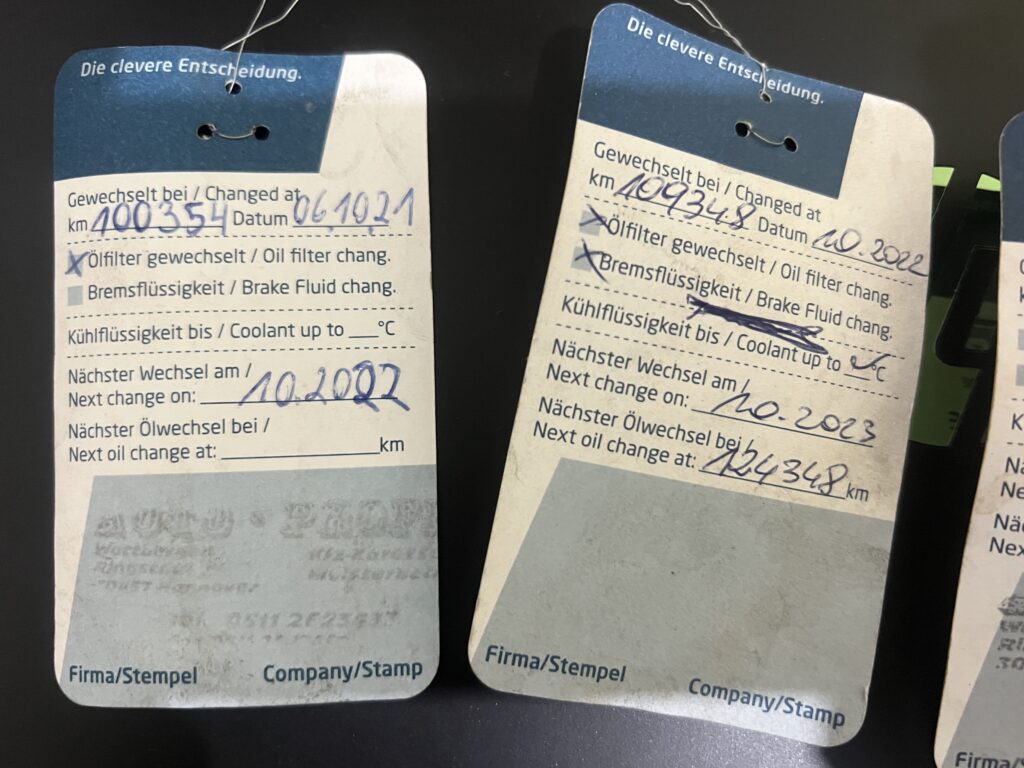 Die clevere Entscheidung.
Gewechselt bei / Changed at
km 100354 Datum 06.10.21
Ölfilter gewechselt / Oil filter chang.
Bremsflüssigkeit / Brake Fluid chang.
Kühlflüssigkeit bis / Coolant up to ___°C
Nächster Wechsel am /
Next change on: 10.2022
Nächster Ölwechsel bei /
Next oil change at: ___km
Firma/Stempel Company/Stamp
Die clevere Entscheidung.
Gewechselt bei / Changed at
km 109348 Datum 10.2022
Ölfilter gewechselt / Oil filter chang.
Bremsflüssigkeit / Brake Fluid chang.
Kühlflüssigkeit bis / Coolant up to °C
Nächster Wechsel am /
Next change on: 10.2023
Nächster Ölwechsel bei /
Next oil change at: 124348 km
Firma/Stempel Company/Stamp